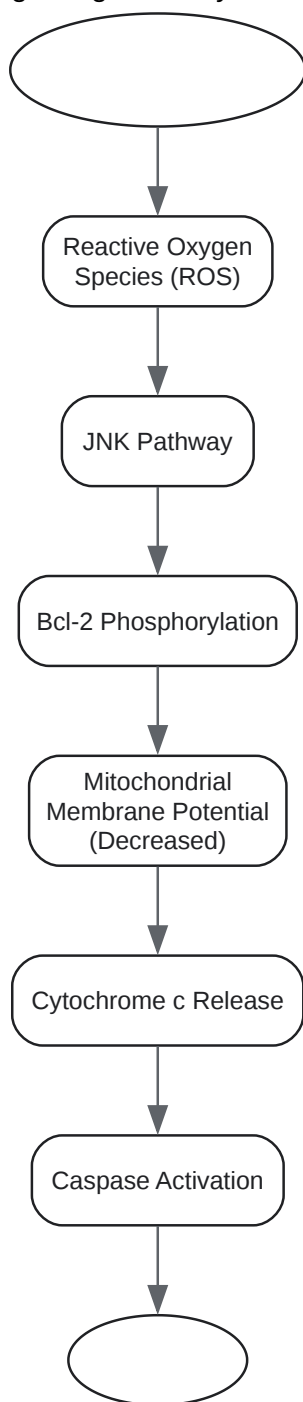 Reactive Oxygen
Species (ROS)
JNK Pathway
Bcl-2 Phosphorylation
Mitochondrial
Membrane Potential
(Decreased)
Cytochrome c Release
Caspase Activation